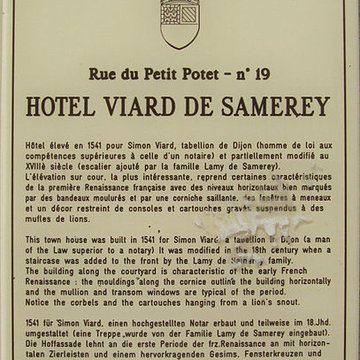 Rue du Petit Potet - n° 19
HOTEL VIARD DE SAMEREY
Hôtel élevé en 1541 pour Simon Viard, tabellion de Dijon (homme de loi aux
compétences supérieures à celle d'un notaire) et partiellement modifié au
XVIIIè siècle (escalier ajouté par la famille Lamy de Samerey).
L'élévation sur cour, la plus intéressante, reprend certaines caractéristiques
de la première Renaissance française avec des niveaux horizontaux bien marqués
par des bandeaux moulurés et par une corniche saillante, des fenêtres à meneaux
et un décor restreint de consoles et cartouches gravés suspendus à des
mufles de lions.
This town house was built in 1541 for Simon Viard, a tavellion in Dijon (a man
of the Law superior to a notary) It was modified in the 18th century when a
staircase was added to the front by the Lamy de family.
The building along the courtyard is characteristic of the early French
Renaissance : the mouldings along the cornice outline the building horizontally
and the mullion and transom windows are typical of the period.
Notice the corbels and the cartouches hanging from a lion's snout.
1541 für Simon Viard, einen hochgestellten Notar erbaut und teilweise im 18.Jhd.
umgestaltet (eine Treppe wurde von der Familie Lamy de Samerey eingebaut).
Die Hoffassade lehnt an die erste Periode der frz.Renaissance an mit horizon-
talen Zierleisten und einem hervorkragenden Gesims. Fensterkreuzen und